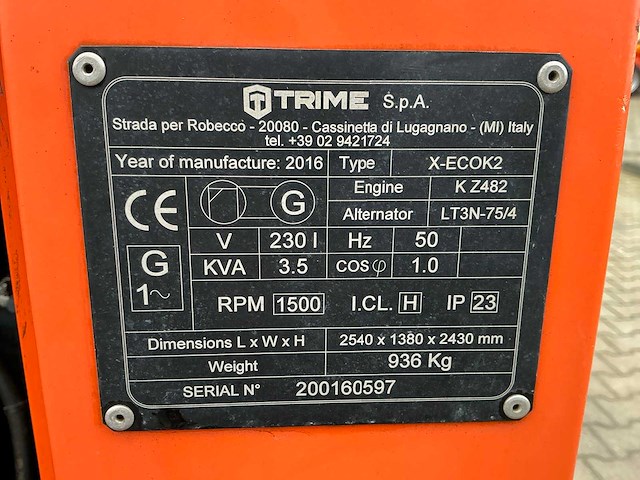 TRIME S.p.A.
Strada per Robecco - 20080 - Cassinetta di Lugagnano - (MI) Italy
tel. +39 02 9421724
Year of manufacture: 2016 Type X-ECOK2
Engine K Z482
CE G Alternator LT3N-75/4
V 230 I Hz 50
G KVA 3.5 COSφ 1.0
1~
RPM 1500 I.CL. H IP 23
Dimensions L x W x H 2540 x 1380 x 2430 mm
Weight 936 Kg
SERIAL N° 200160597